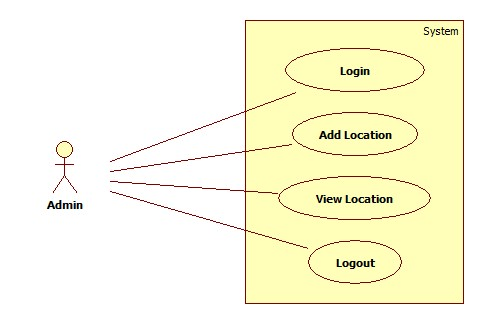 System
Login
Add Location
View Location
Logout
Admin